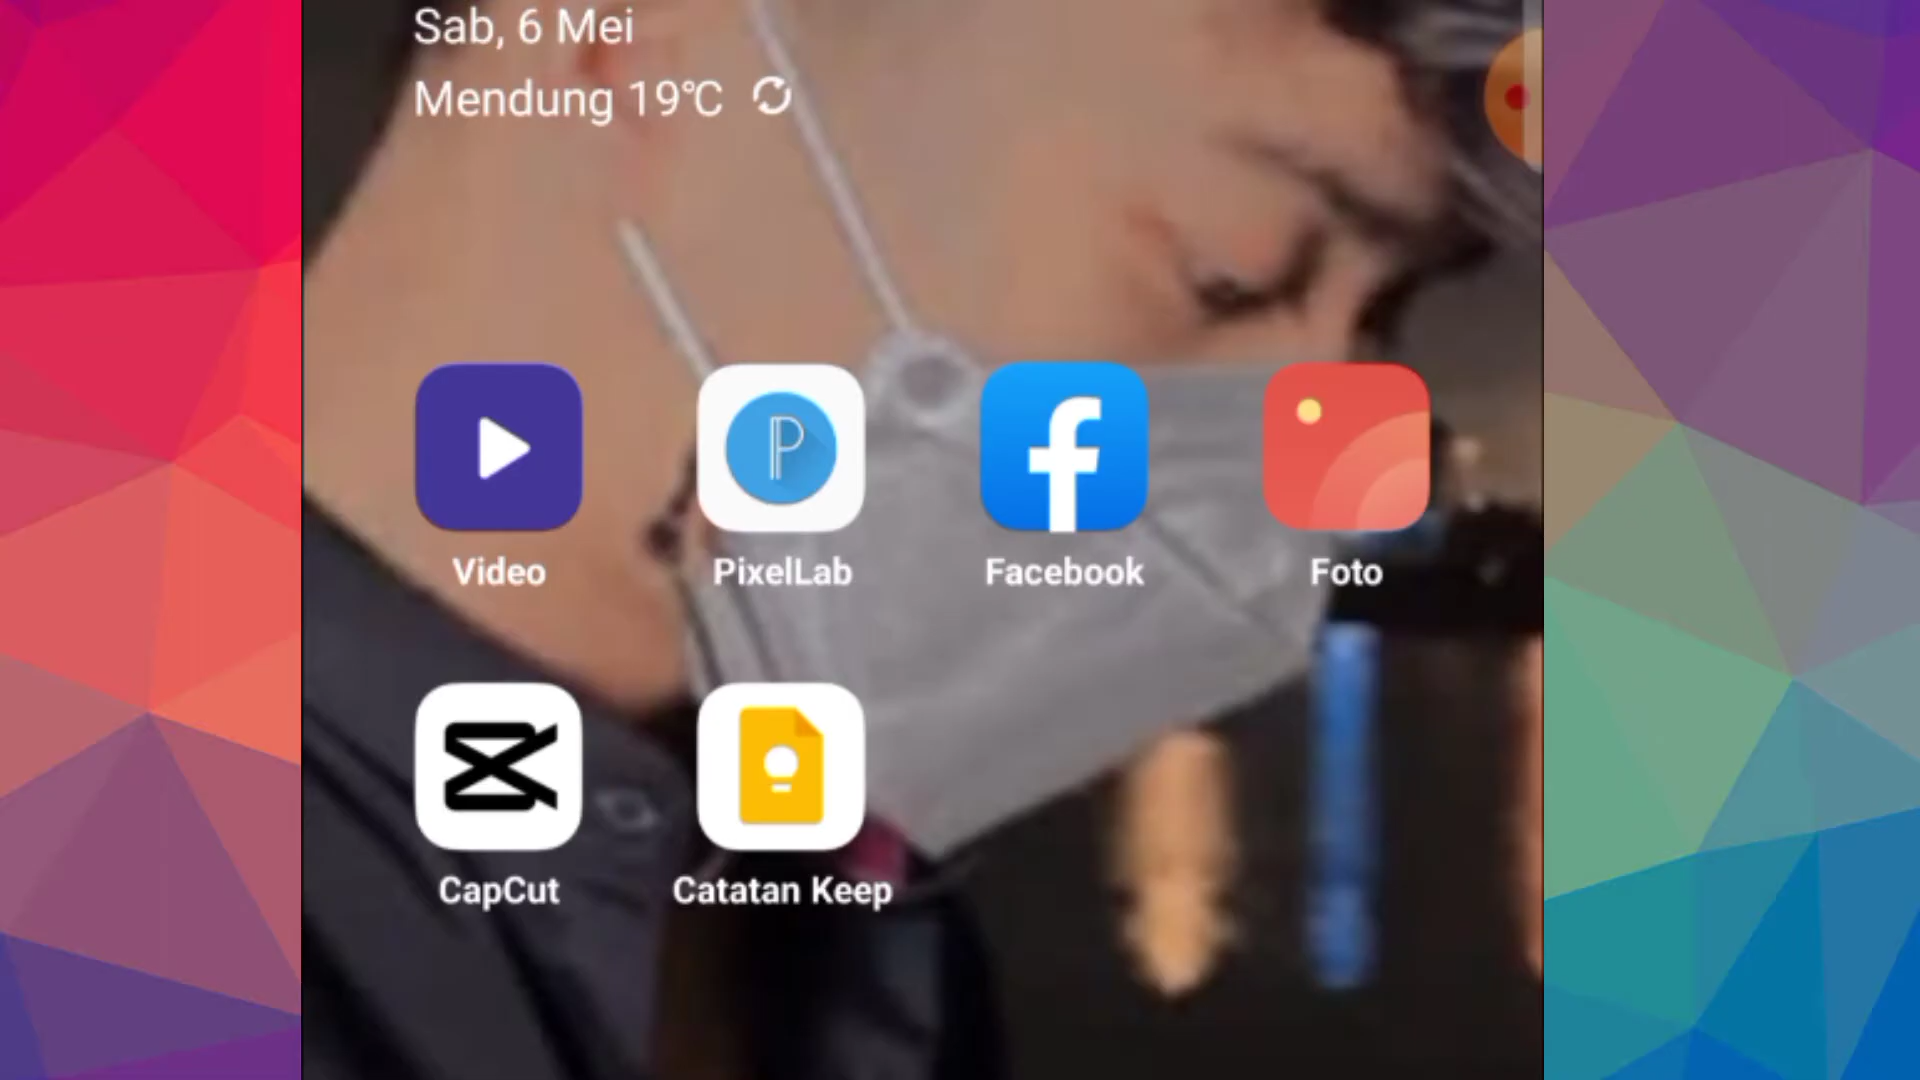 Sab, 6 Mei
Mendung 19°C
Video
PixelLab
Facebook
Foto
CapCut
Catatan Keep